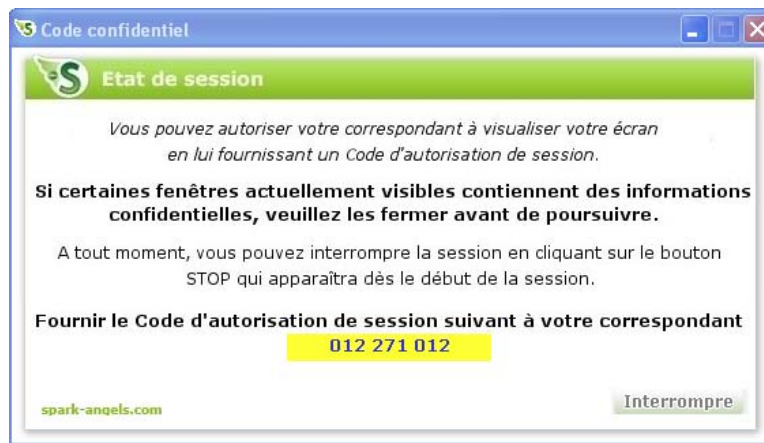 Code confidentiel
S Etat de session
Vous pouvez autoriser votre correspondant à visualiser votre écran
en lui fournissant un Code d'autorisation de session.
Si certaines fenêtres actuellement visibles contiennent des informations
confidentielles, veuillez les fermer avant de poursuivre.
A tout moment, vous pouvez interrompre la session en cliquant sur le bouton
STOP qui apparaîtra dès le début de la session.
Fournir le Code d'autorisation de session suivant à votre correspondant
012 271 012
spark-angels.com
Interrompre